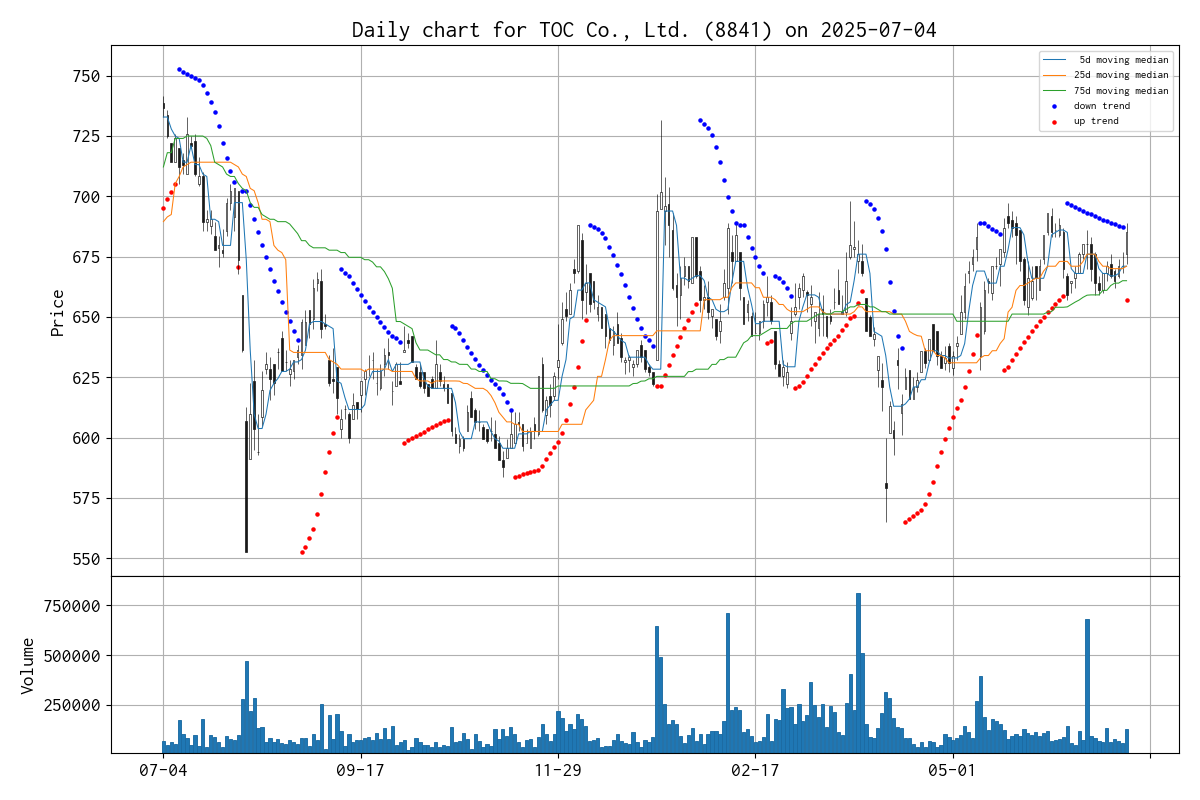 Daily chart for TOC Co., Ltd. (8841) on 2025-07-04
5d moving median
25d moving median
75d moving median
down trend
up trend
750
725
700
675
650
625
600
575
550
Price
750000
500000
250000
Volume
07-04
09-17
11-29
02-17
05-01